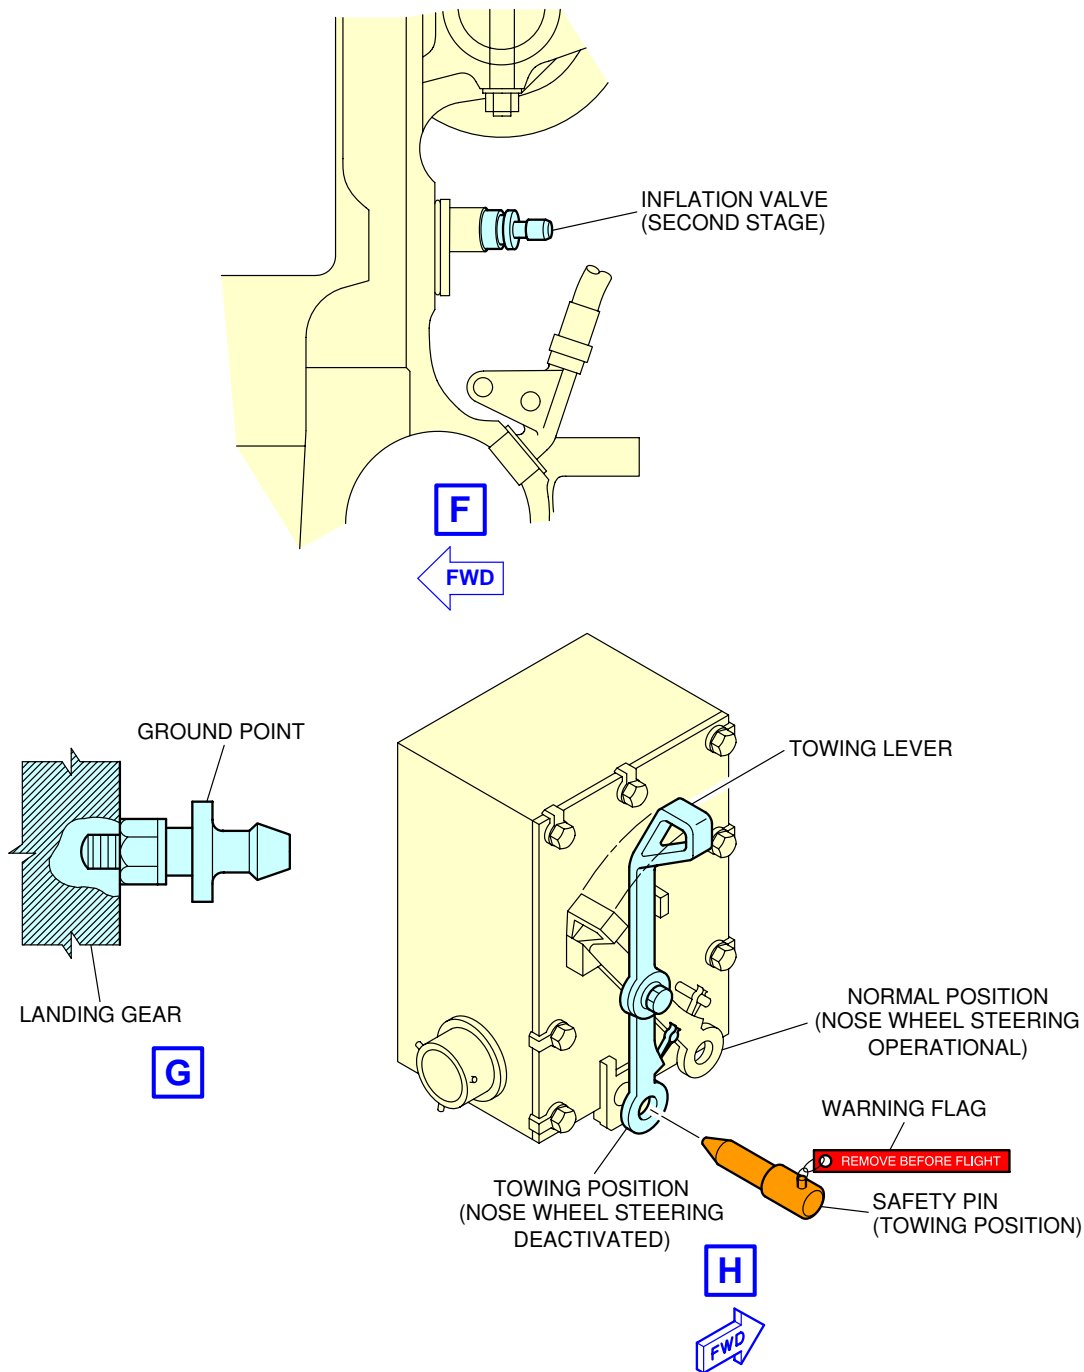 INFLATION VALVE
(SECOND STAGE)
F
FWD
GROUND POINT
LANDING GEAR
G
TOWING LEVER
NORMAL POSITION
(NOSE WHEEL STEERING
OPERATIONAL)
WARNING FLAG
REMOVE BEFORE FLIGHT
SAFETY PIN
(TOWING POSITION)
TOWING POSITION
(NOSE WHEEL STEERING
DEACTIVATED)
H
FWD